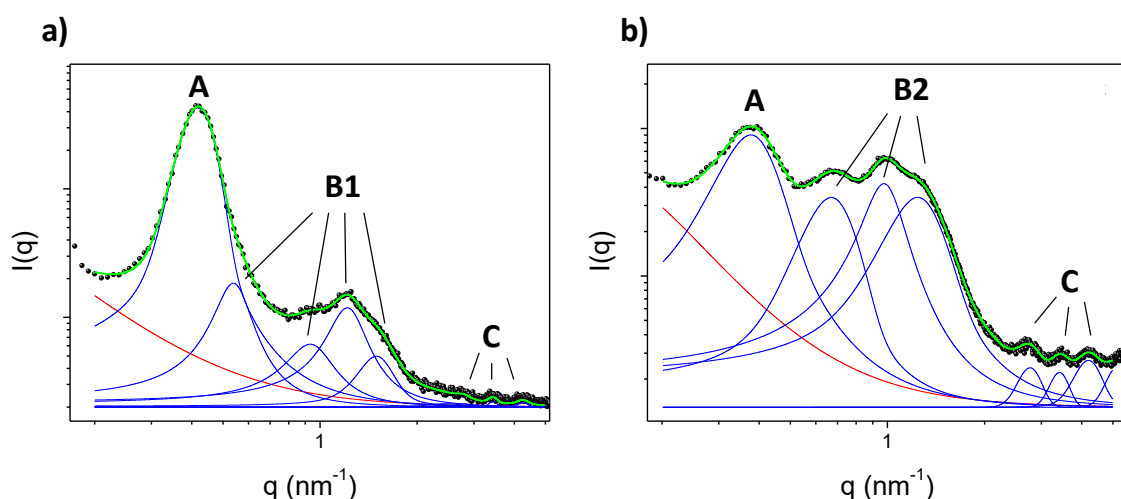 a)
A
B1
C
I(q)
1
q (nm-1)
b)
A
B2
C
I(q)
1
q (nm-1)